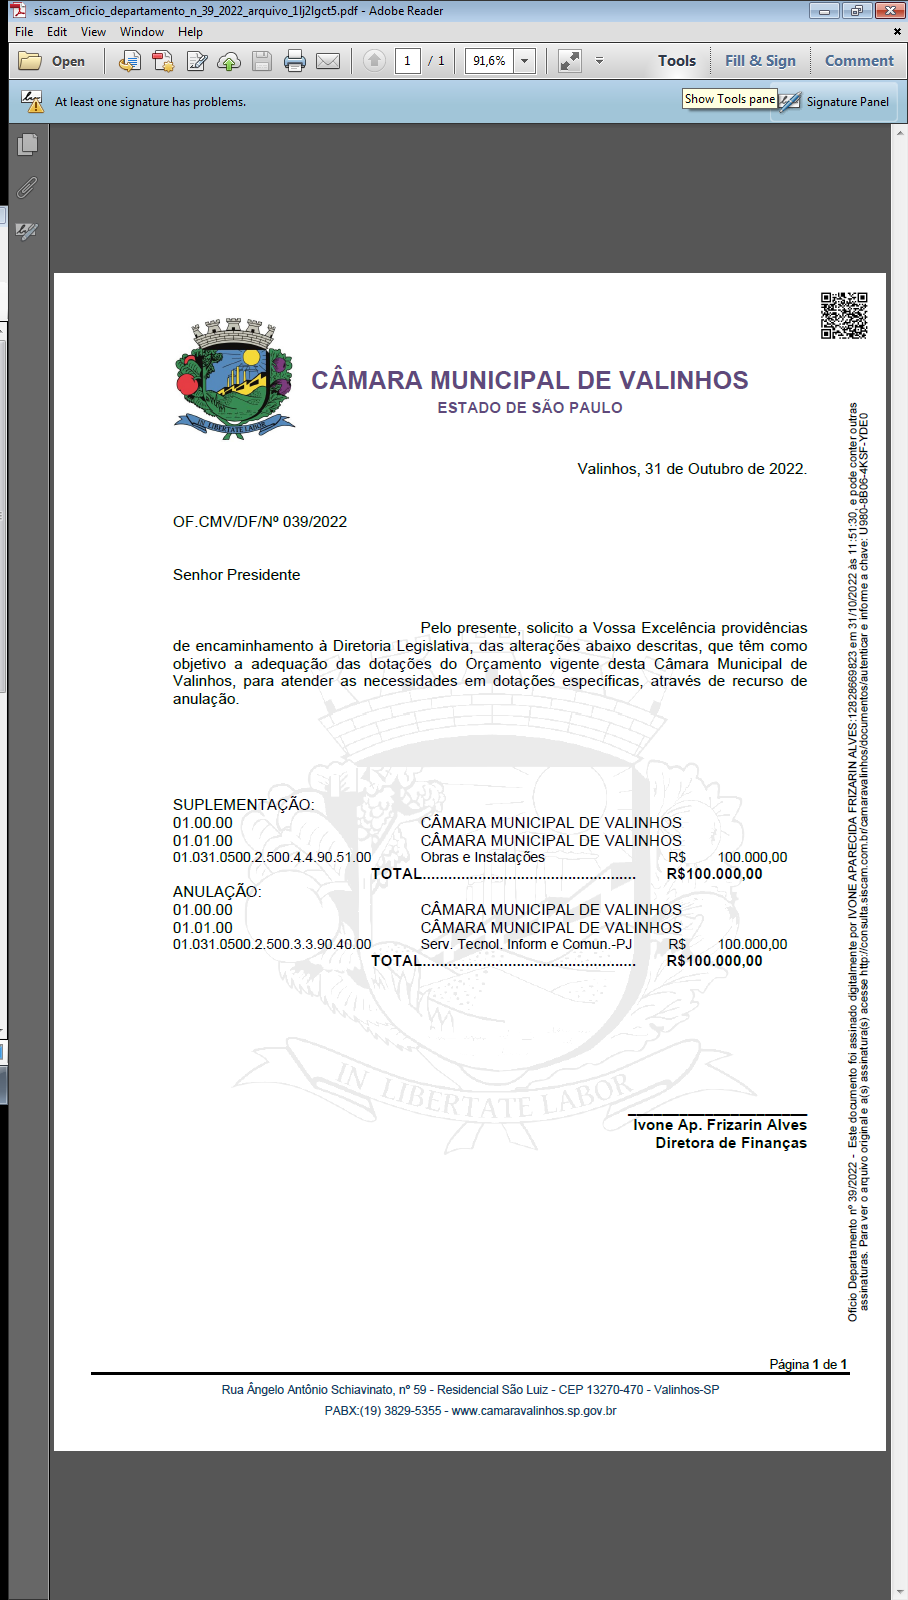 siscam_oficio_departamento_n_39_2022_arquivo_1lj2lgct5.pdf - Adobe Reader
File Edit View Window Help
Open 1 / 1 91,6% Tools Fill & Sign Comment
At least one signature has problems. Show Tools pane Signature Panel
CÂMARA MUNICIPAL DE VALINHOS
ESTADO DE SÃO PAULO
IN LIBERTATE LABOR
Valinhos, 31 de Outubro de 2022.
OF.CMV/DF/Nº 039/2022
Senhor Presidente
Pelo presente, solicito a Vossa Excelência providências
de encaminhamento à Diretoria Legislativa, das alterações abaixo descritas, que têm como
objetivo a adequação das dotações do Orçamento vigente desta Câmara Municipal de
Valinhos, para atender as necessidades em dotações específicas, através de recurso de
anulação.
SUPLEMENTAÇÃO:
01.00.00 CÂMARA MUNICIPAL DE VALINHOS
01.01.00 CÂMARA MUNICIPAL DE VALINHOS
01.031.0500.2.500.4.4.90.51.00 Obras e Instalações R$ 100.000,00
TOTAL.................................................. R$100.000,00
ANULAÇÃO:
01.00.00 CÂMARA MUNICIPAL DE VALINHOS
01.01.00 CÂMARA MUNICIPAL DE VALINHOS
01.031.0500.2.500.3.3.90.40.00 Serv. Tecnol. Inform e Comun.-PJ R$ 100.000,00
TOTAL.................................................. R$100.000,00
IN LIBERTATE LABOR
Ivone Ap. Frizarin Alves
Diretora de Finanças
Ofício Departamento nº 39/2022 - Este documento foi assinado digitalmente por IVONE APARECIDA FRIZARIN ALVES:12828669823 em 31/10/2022 às 11:51:30, e pode conter outras
assinaturas. Para ver o arquivo original e a(s) assinatura(s) acesse http://consulta.siscam.com.br/camaravalinhos/documentos/autenticar e informe a chave: U980-8B06-4KSF-YDE0
Página 1 de 1
Rua Ângelo Antônio Schiavinato, nº 59 - Residencial São Luiz - CEP 13270-470 - Valinhos-SP
PABX:(19) 3829-5355 - www.camaravalinhos.sp.gov.br